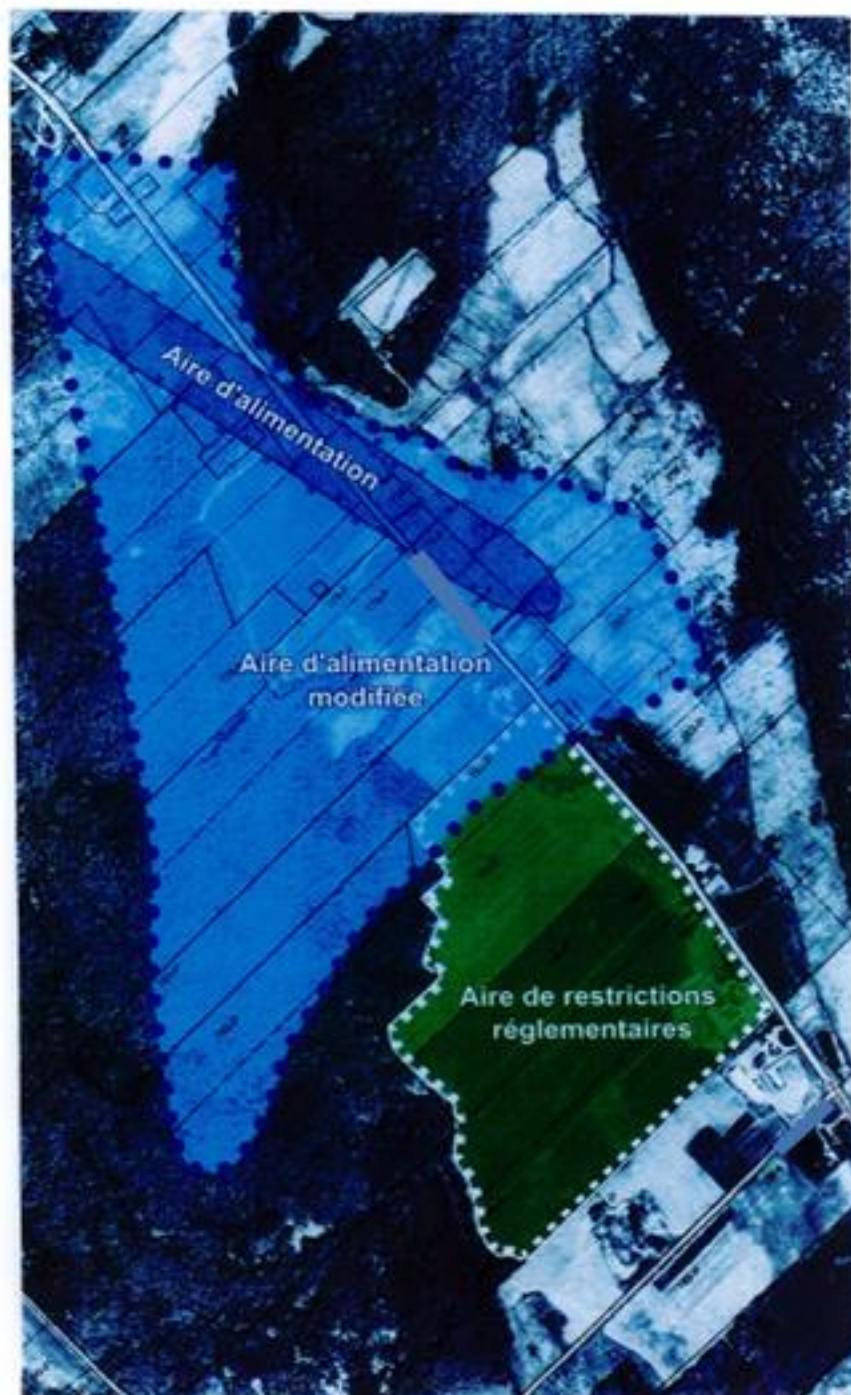 Aire d'alimentation
Aire d'alimentation
modifiée
Aire de restrictions
réglementaires